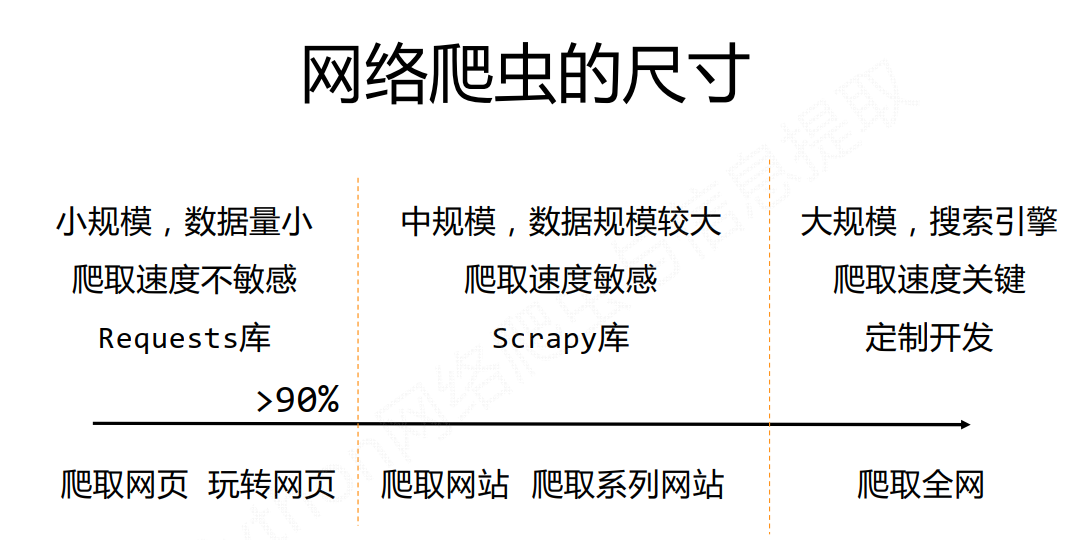 网络爬虫的尺寸
小规模，数据量小
爬取速度不敏感
Requests库
中规模，数据规模较大
爬取速度敏感
Scrapy库
大规模，搜索引擎
爬取速度关键
定制开发
>90%
爬取网页 玩转网页
爬取网站 爬取系列网站
爬取全网